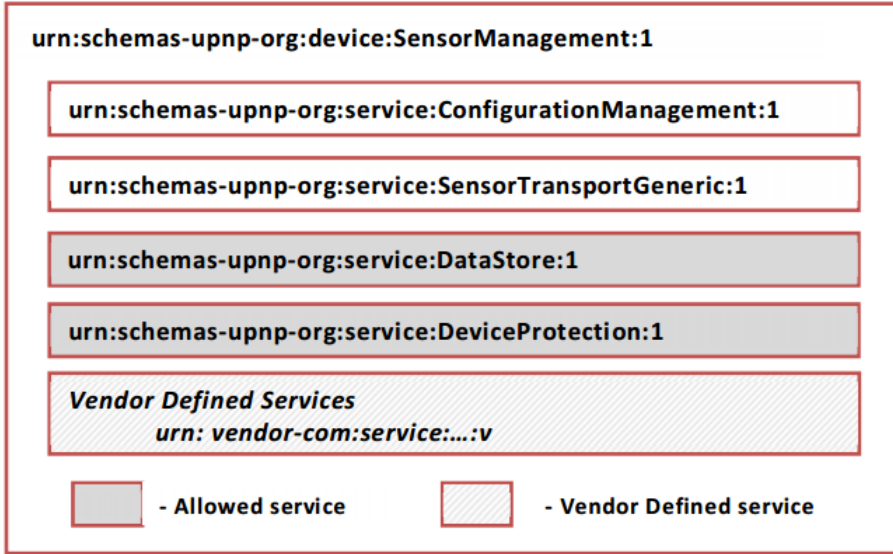 urn:schemas-upnp-org:device:SensorManagement:1
urn:schemas-upnp-org:service:ConfigurationManagement:1
urn:schemas-upnp-org:service:SensorTransportGeneric:1
urn:schemas-upnp-org:service:DataStore:1
urn:schemas-upnp-org:service:DeviceProtection:1
Vendor Defined Services
urn: vendor-com:service:...:v
- Allowed service
- Vendor Defined service